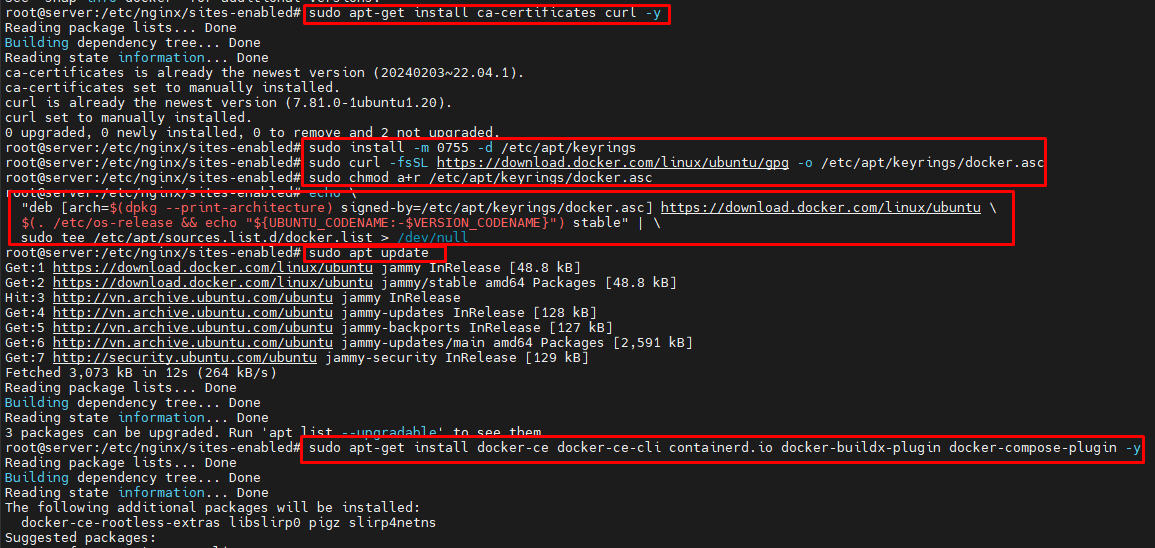 root@server:/etc/nginx/sites-enabled# sudo apt-get install ca-certificates curl -y
Reading package lists... Done
Building dependency tree... Done
Reading state information... Done
ca-certificates is already the newest version (20240203~22.04.1).
ca-certificates set to manually installed.
curl is already the newest version (7.81.0-1ubuntu1.20).
curl set to manually installed.
0 upgraded, 0 newly installed, 0 to remove and 2 not upgraded.
root@server:/etc/nginx/sites-enabled# sudo install -m 0755 -d /etc/apt/keyrings
root@server:/etc/nginx/sites-enabled# sudo curl -fsSL https://download.docker.com/linux/ubuntu/gpg -o /etc/apt/keyrings/docker.asc
root@server:/etc/nginx/sites-enabled# sudo chmod a+r /etc/apt/keyrings/docker.asc
root@server:/etc/nginx/sites-enabled# echo \
"deb [arch=$(dpkg --print-architecture) signed-by=/etc/apt/keyrings/docker.asc] https://download.docker.com/linux/ubuntu \
$(. /etc/os-release && echo "${UBUNTU_CODENAME:-$VERSION_CODENAME}") stable" | \
sudo tee /etc/apt/sources.list.d/docker.list > /dev/null
root@server:/etc/nginx/sites-enabled# sudo apt update
Get:1 https://download.docker.com/linux/ubuntu jammy InRelease [48.8 kB]
Get:2 https://download.docker.com/linux/ubuntu jammy/stable amd64 Packages [48.8 kB]
Hit:3 http://vn.archive.ubuntu.com/ubuntu jammy InRelease
Get:4 http://vn.archive.ubuntu.com/ubuntu jammy-updates InRelease [128 kB]
Get:5 http://vn.archive.ubuntu.com/ubuntu jammy-backports InRelease [127 kB]
Get:6 http://vn.archive.ubuntu.com/ubuntu jammy-updates/main amd64 Packages [2,591 kB]
Get:7 http://security.ubuntu.com/ubuntu jammy-security InRelease [129 kB]
Fetched 3,073 kB in 12s (264 kB/s)
Reading package lists... Done
Building dependency tree... Done
Reading state information... Done
3 packages can be upgraded. Run 'apt list --upgradable' to see them
root@server:/etc/nginx/sites-enabled# sudo apt-get install docker-ce docker-ce-cli containerd.io docker-buildx-plugin docker-compose-plugin -y
Reading package lists... Done
Building dependency tree... Done
Reading state information... Done
The following additional packages will be installed:
docker-ce-rootless-extras libslirp0 pigz slirp4netns
Suggested packages: